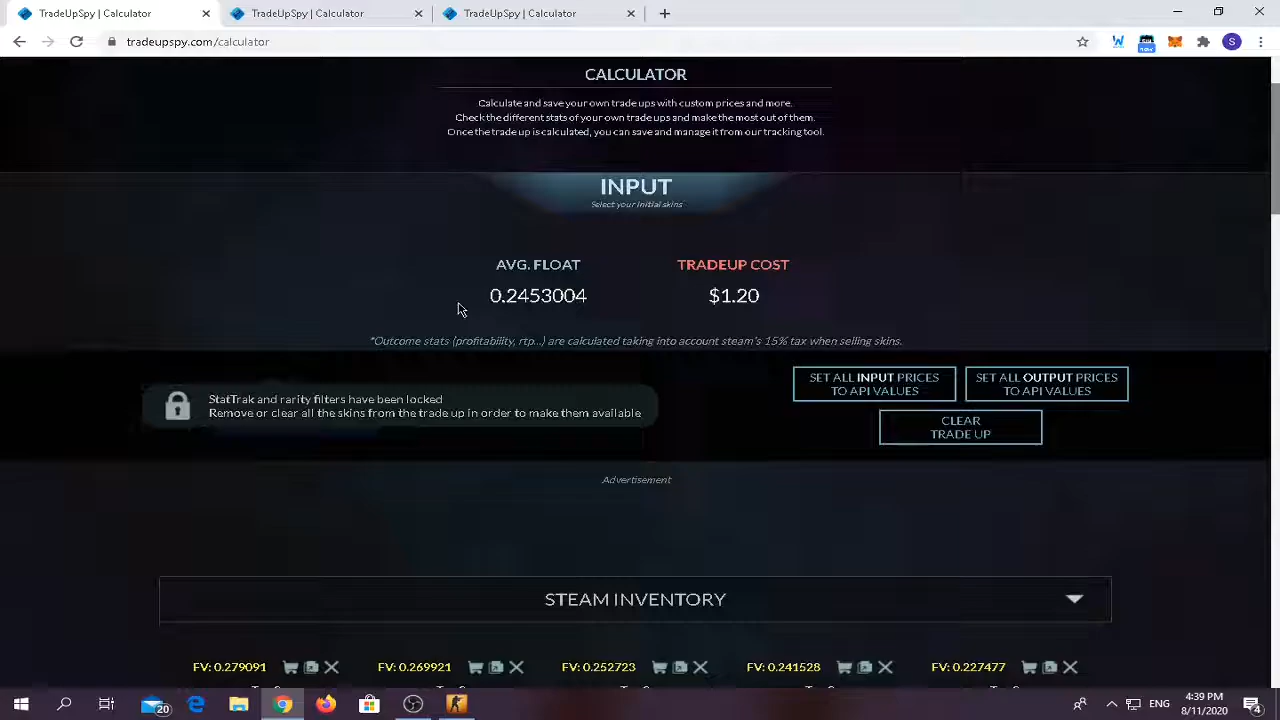 TradeUpSpy | Calculator
TradeUpSpy | Calculator
TradeUpSpy | Calculator
tradeupspy.com/calculator
S
CALCULATOR
Calculate and save your own trade ups with custom prices and more.
Check the different stats of your own trade ups and make the most out of them.
Once the trade up is calculated, you can save and manage it from our tracking tool.
INPUT
Select your initial skins
AVG. FLOAT
TRADEUP COST
0.2453004
$1.20
*Outcome stats (profitability, rtp...) are calculated taking into account steam's 15% tax when selling skins.
StatTrak and rarity filters have been locked
Remove or clear all the skins from the trade up in order to make them available
SET ALL INPUT PRICES
TO API VALUES
SET ALL OUTPUT PRICES
TO API VALUES
CLEAR
TRADE UP
Advertisement
STEAM INVENTORY
FV: 0.279091
FV: 0.269921
FV: 0.252723
FV: 0.241528
FV: 0.227477
20
ENG
4:39 PM
8/11/2020
4